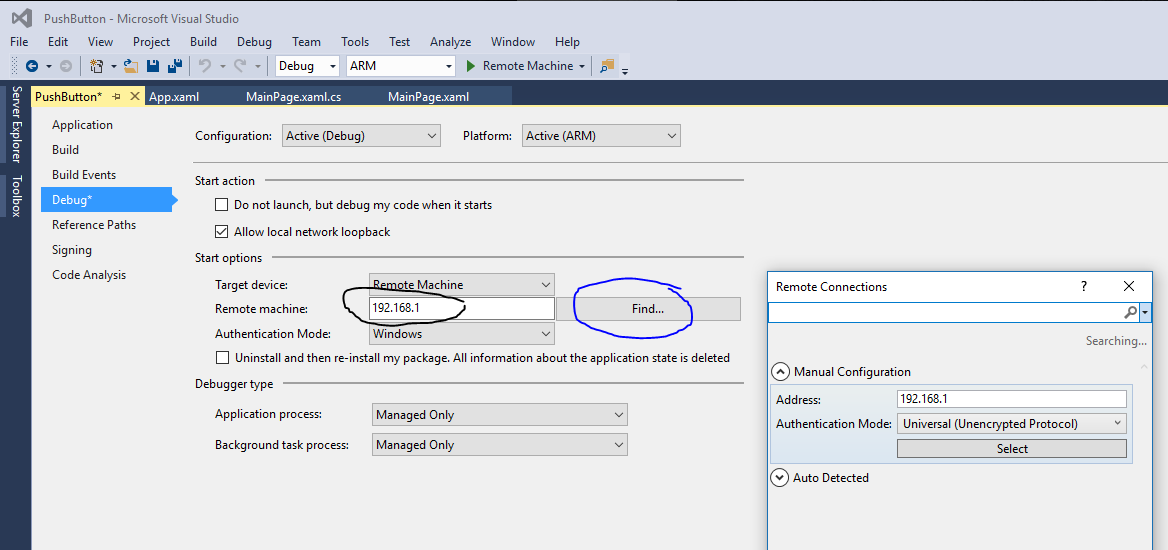 PushButton - Microsoft Visual Studio
File Edit View Project Build Debug Team Tools Test Analyze Window Help
Debug ARM Remote Machine
Server Explorer
Toolbox
PushButton* App.xaml MainPage.xaml.cs MainPage.xaml
Application
Build
Build Events
Debug*
Reference Paths
Signing
Code Analysis
Configuration: Active (Debug) Platform: Active (ARM)
Start action
Do not launch, but debug my code when it starts
Allow local network loopback
Start options
Target device: Remote Machine
Remote machine: 192.168.1 Find...
Authentication Mode: Windows
Uninstall and then re-install my package. All information about the application state is deleted
Debugger type
Application process: Managed Only
Background task process: Managed Only
Remote Connections ?
Searching...
Manual Configuration
Address: 192.168.1
Authentication Mode: Universal (Unencrypted Protocol)
Select
Auto Detected